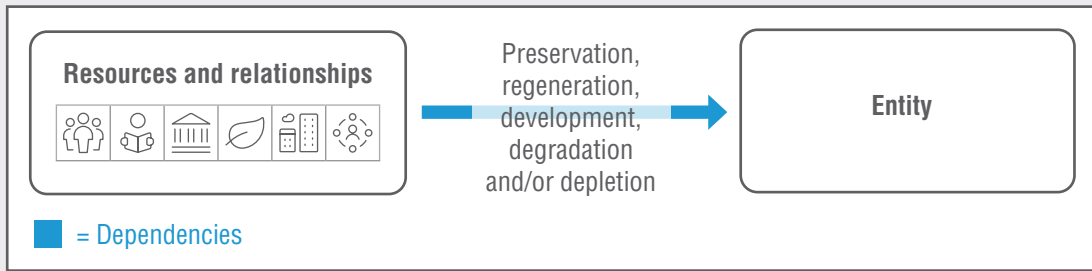 Resources and relationships
Preservation,
regeneration,
development,
degradation
and/or depletion
Entity
= Dependencies